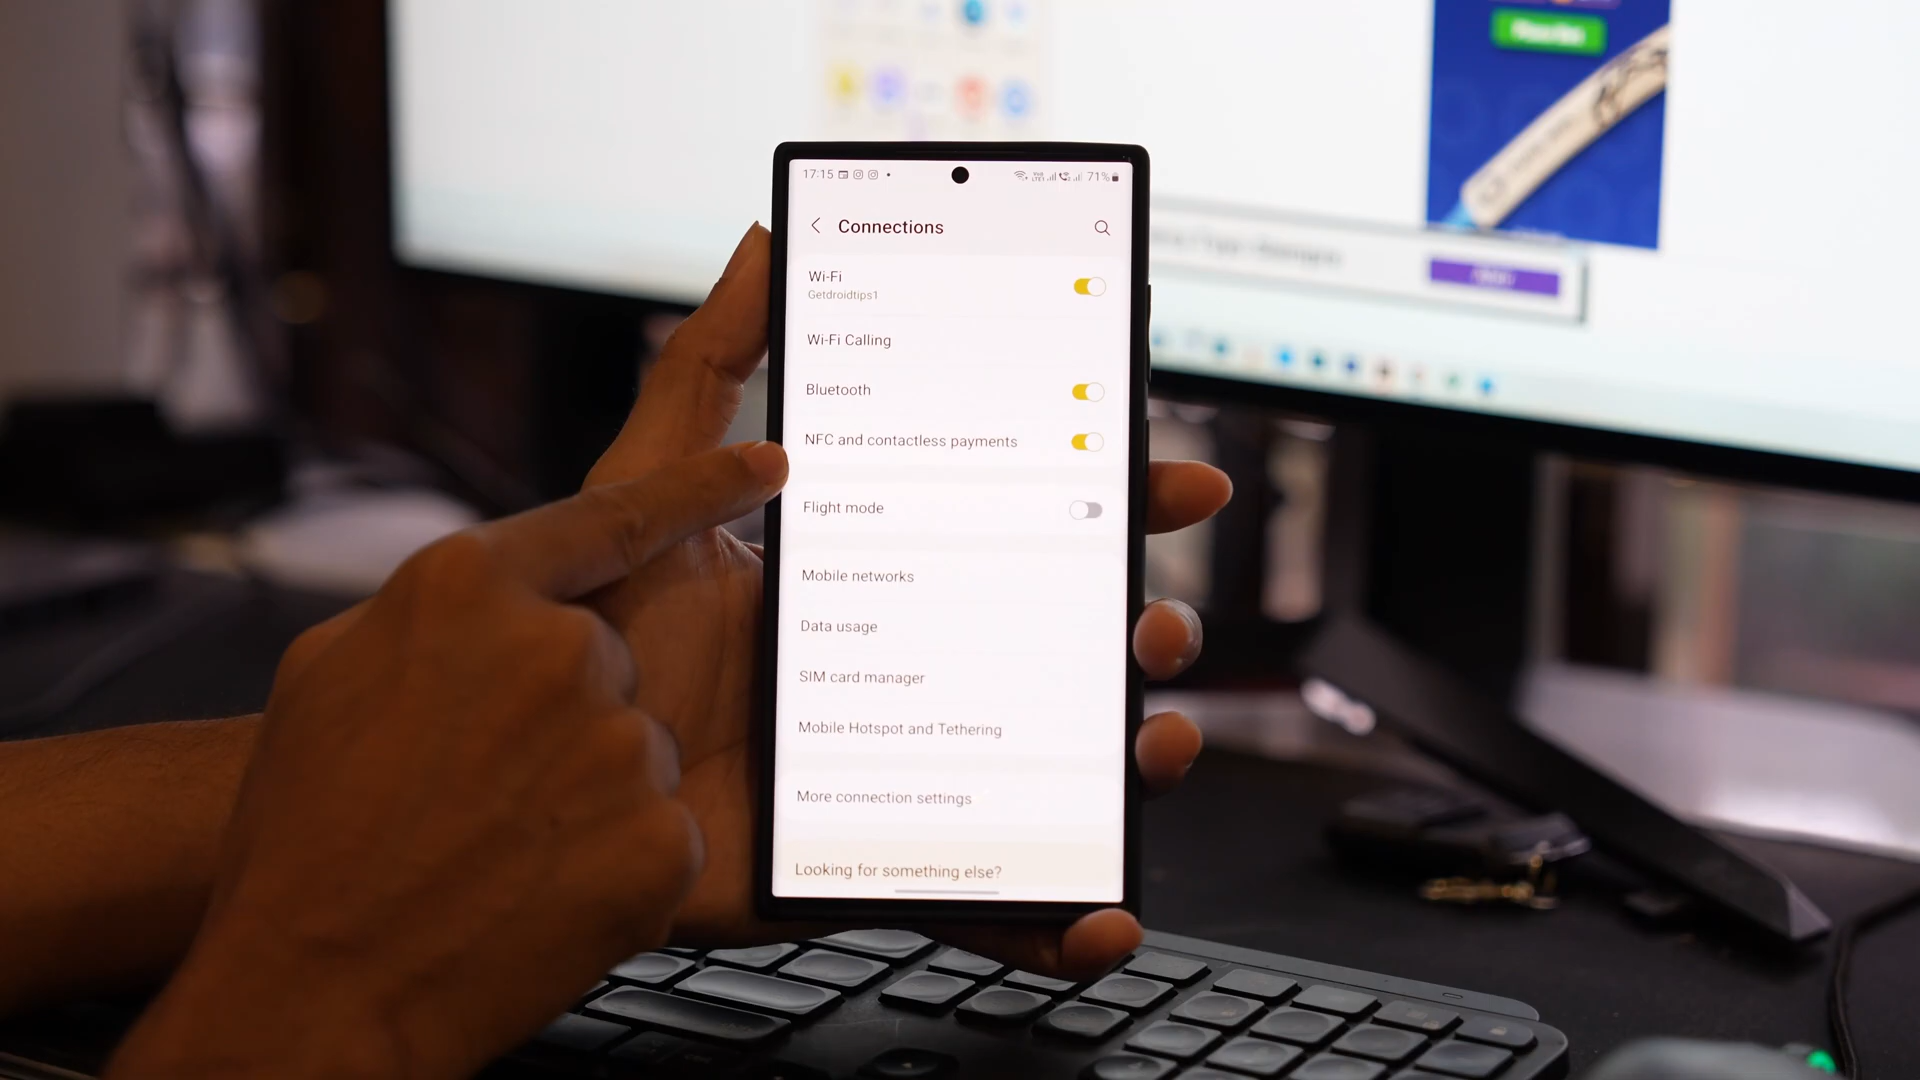 17:15
71%
Connections
Wi-Fi
Getdroidtips1
Wi-Fi Calling
Bluetooth
NFC and contactless payments
Flight mode
Mobile networks
Data usage
SIM card manager
Mobile Hotspot and Tethering
More connection settings
Looking for something else?